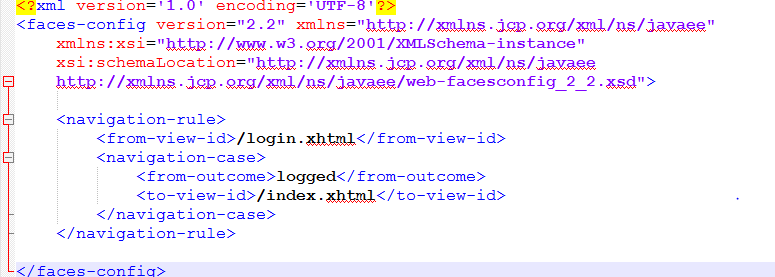 <?xml version='1.0' encoding='UTF-8'?>
<faces-config version="2.2" xmlns="http://xmlns.jcp.org/xml/ns/javaee"
xmlns:xsi="http://www.w3.org/2001/XMLSchema-instance"
xsi:schemaLocation="http://xmlns.jcp.org/xml/ns/javaee
http://xmlns.jcp.org/xml/ns/javaee/web-facesconfig_2_2.xsd">
<navigation-rule>
<from-view-id>/login.xhtml</from-view-id>
<navigation-case>
<from-outcome>logged</from-outcome>
<to-view-id>/index.xhtml</to-view-id>
</navigation-case>
</navigation-rule>
</faces-config>